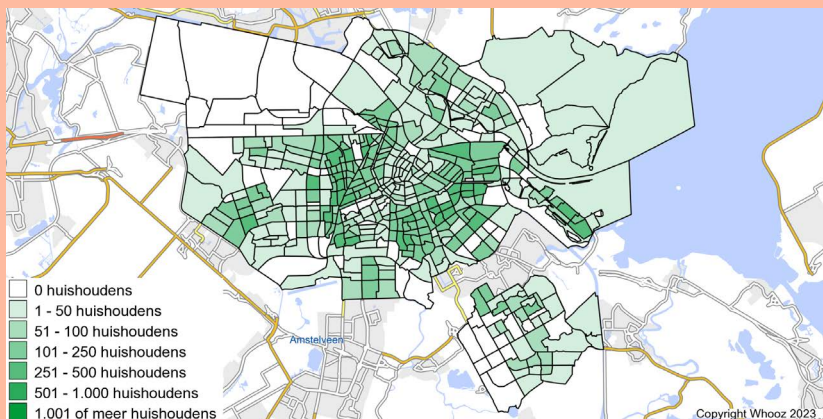 Amstelveen
0 huishoudens
1 - 50 huishoudens
51 - 100 huishoudens
101 - 250 huishoudens
251 - 500 huishoudens
501 - 1.000 huishoudens
1.001 of meer huishoudens
Copyright Whooz 2023